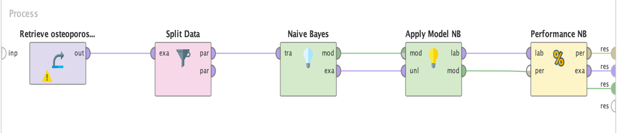 Process
Retrieve osteoporos...
Split Data
Naive Bayes
Apply Model NB
Performance NB
inp
out
exa
par
par
tra
mod
exa
mod
unl
lab
mod
lab
per
per
exa
res
res
res
res